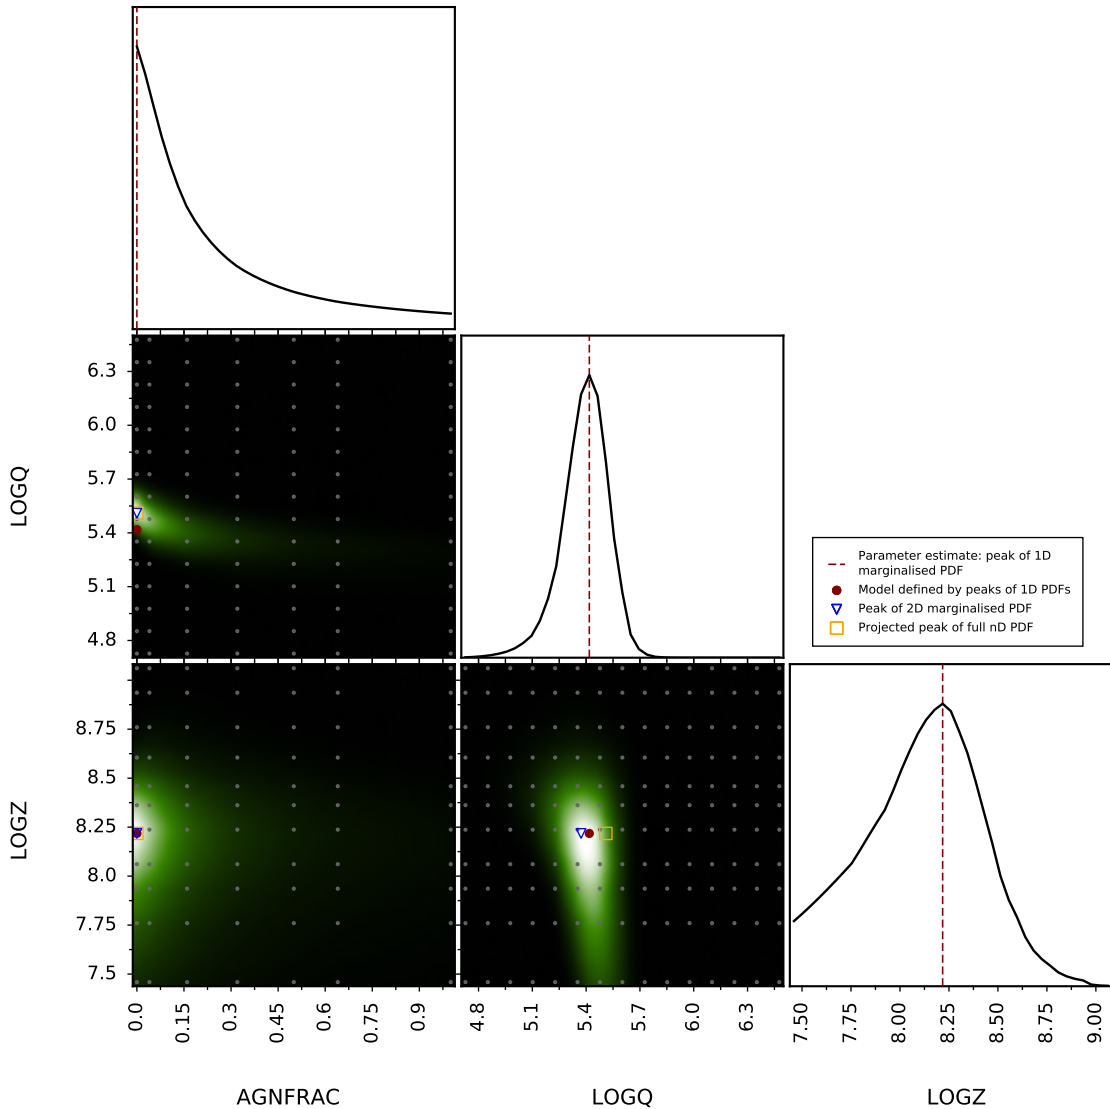 6.3
6.0
5.7
5.4
5.1
4.8
LOGQ
Parameter estimate: peak of 1D
marginalised PDF
Model defined by peaks of 1D PDFs
Peak of 2D marginalised PDF
Projected peak of full nD PDF
8.75
8.5
8.25
8.0
7.75
7.5
LOGZ
0.0 0.15 0.3 0.45 0.6 0.75 0.9
4.8 5.1 5.4 5.7 6.0 6.3
7.50 7.75 8.00 8.25 8.50 8.75 9.00
AGNFRAC LOGQ LOGZ